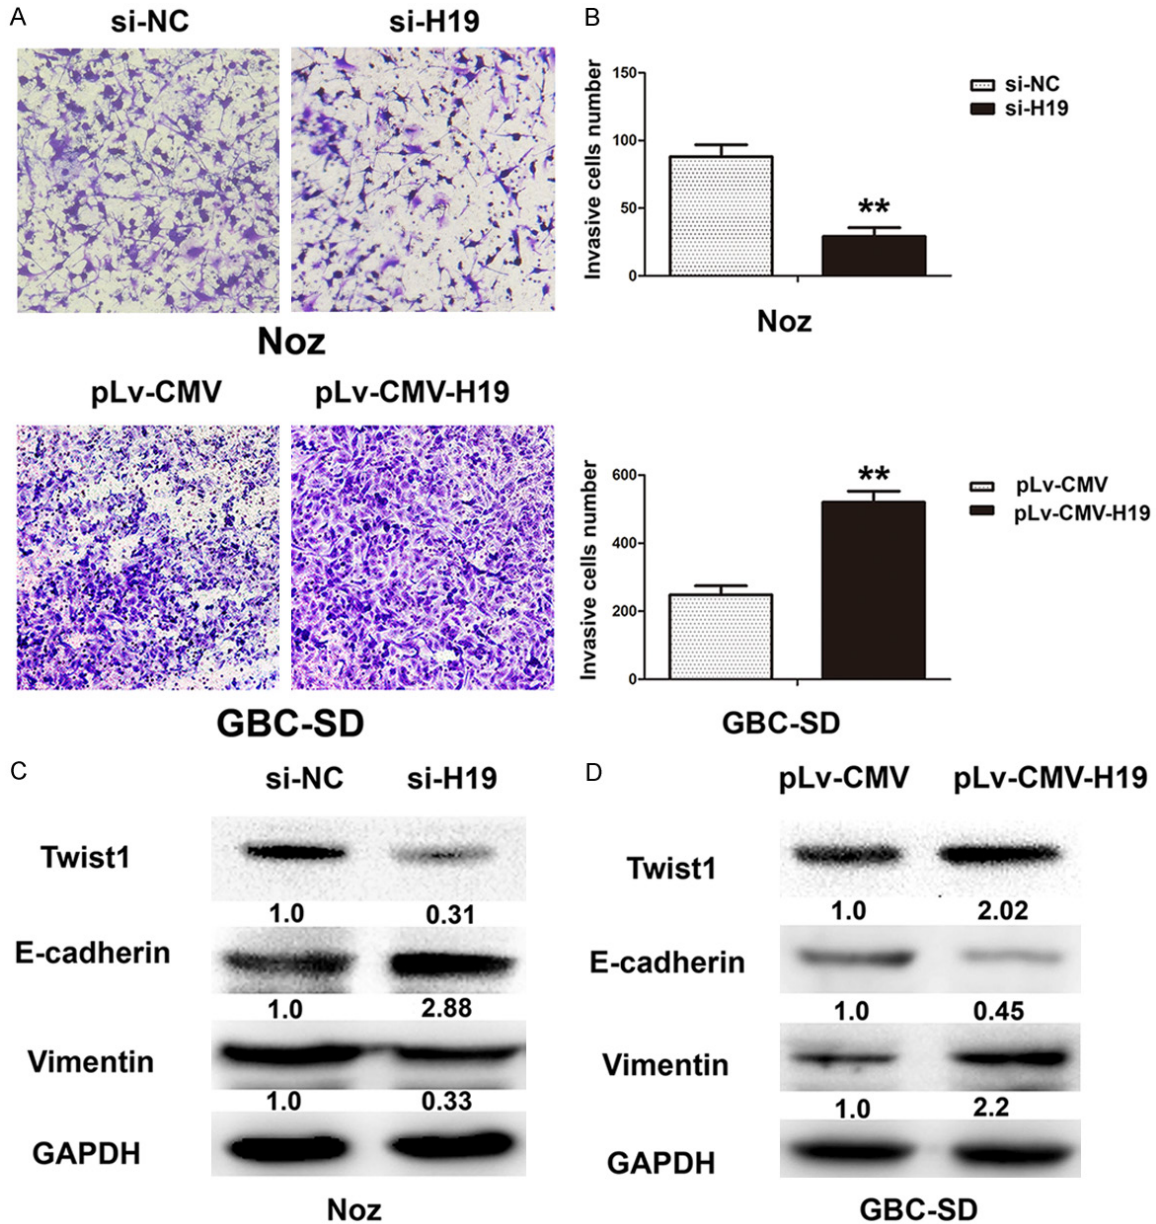 A
si-NC si-H19
Noz
pLv-CMV pLv-CMV-H19
GBC-SD
B
Invasive cells number
150
100
50
0
**
si-NC
si-H19
Noz
Invasive cells number
600
400
200
0
**
pLv-CMV
pLv-CMV-H19
GBC-SD
C
si-NC si-H19
Twist1
1.0 0.31
E-cadherin
1.0 2.88
Vimentin
1.0 0.33
GAPDH
Noz
D
pLv-CMV pLv-CMV-H19
Twist1
1.0 2.02
E-cadherin
1.0 0.45
Vimentin
1.0 2.2
GAPDH
GBC-SD